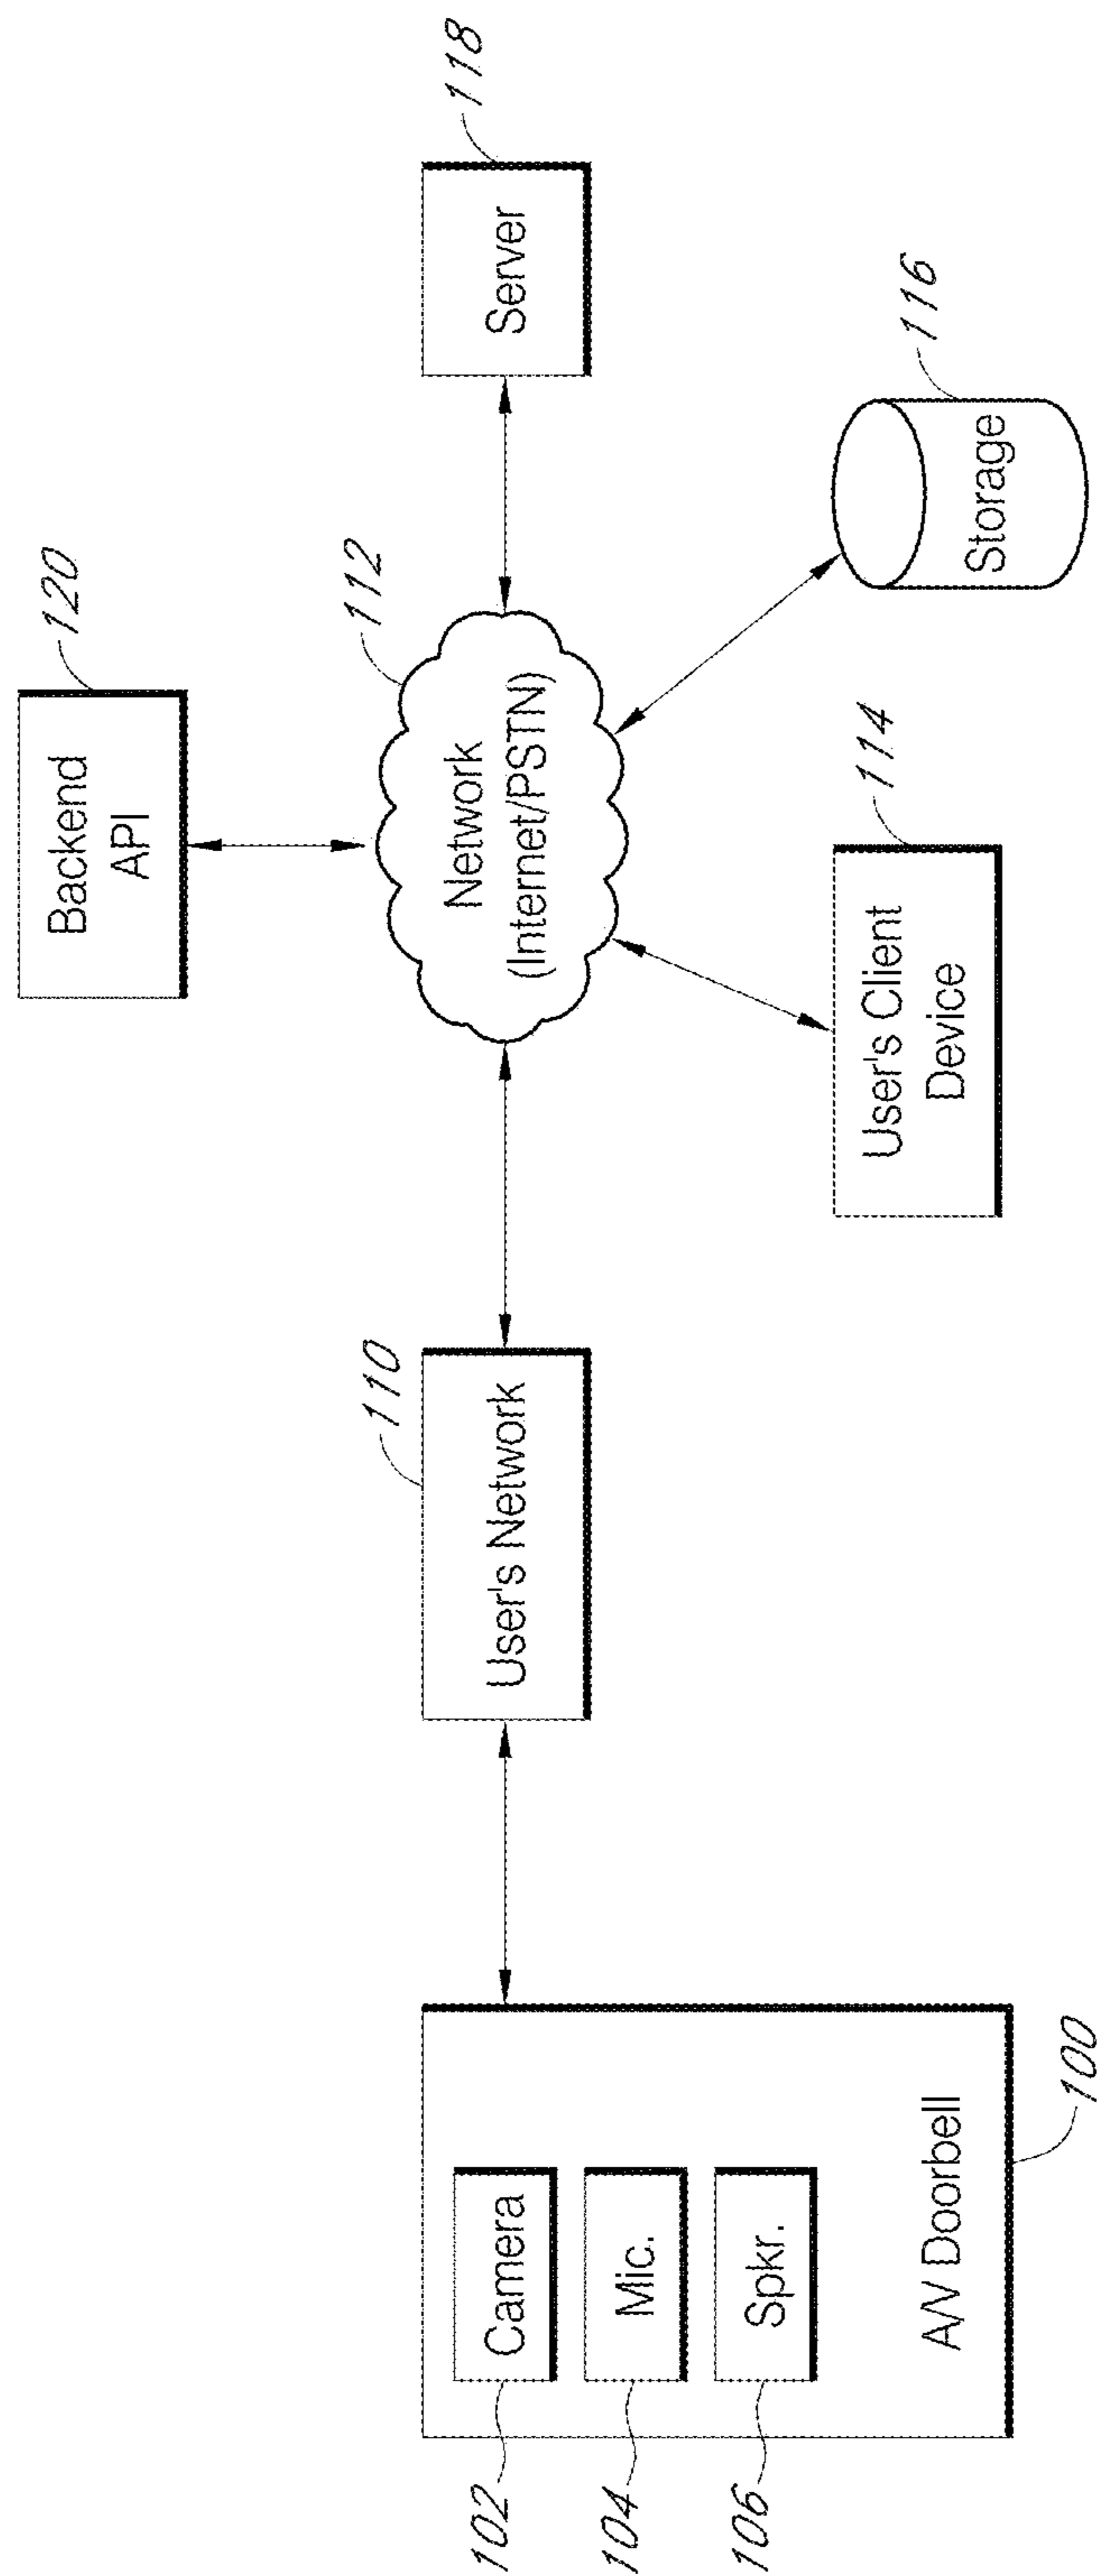 120
Backend
API
118
Server
112
Network
(Internet/PSTN)
110
User's Network
116
Storage
114
User's Client
Device
102
Camera
104
Mic.
106
Spkr.
A/V Doorbell
100